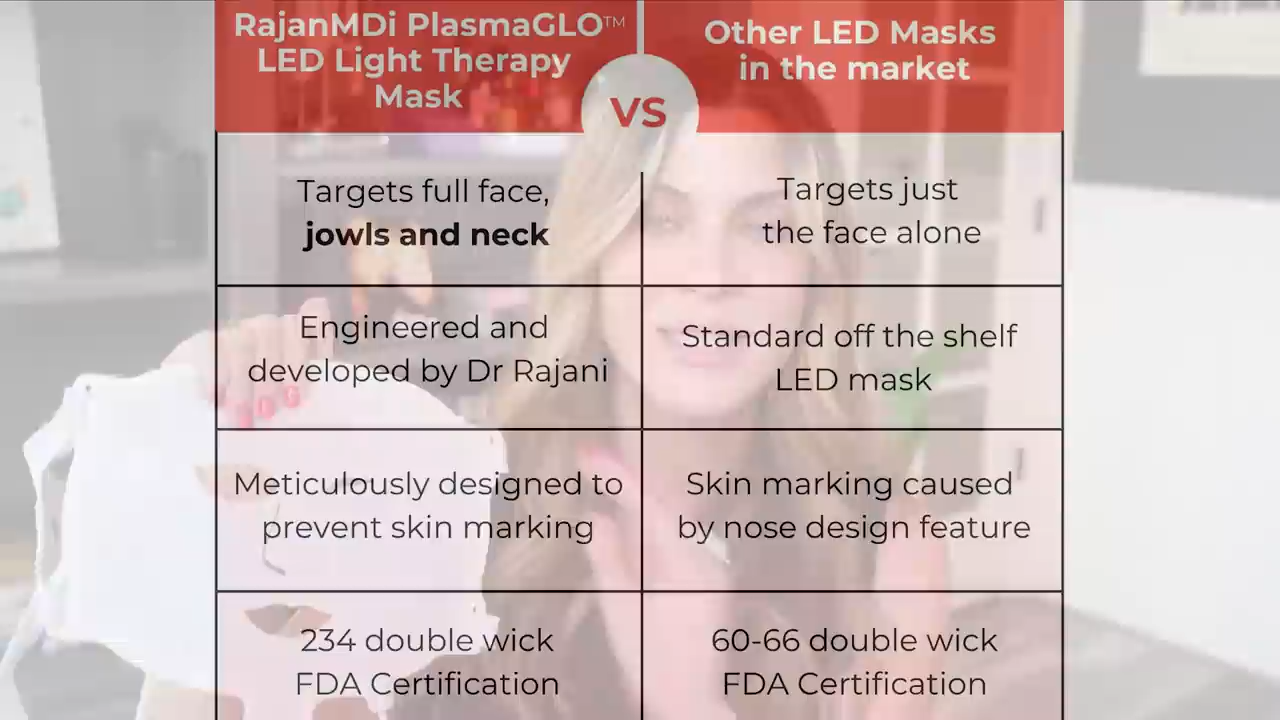 RajanMDi PlasmaGLO™
LED Light Therapy
Mask
VS
Other LED Masks
in the market
Targets full face,
jowls and neck
Targets just
the face alone
Engineered and
developed by Dr Rajani
Standard off the shelf
LED mask
Meticulously designed to
prevent skin marking
Skin marking caused
by nose design feature
234 double wick
FDA Certification
60-66 double wick
FDA Certification